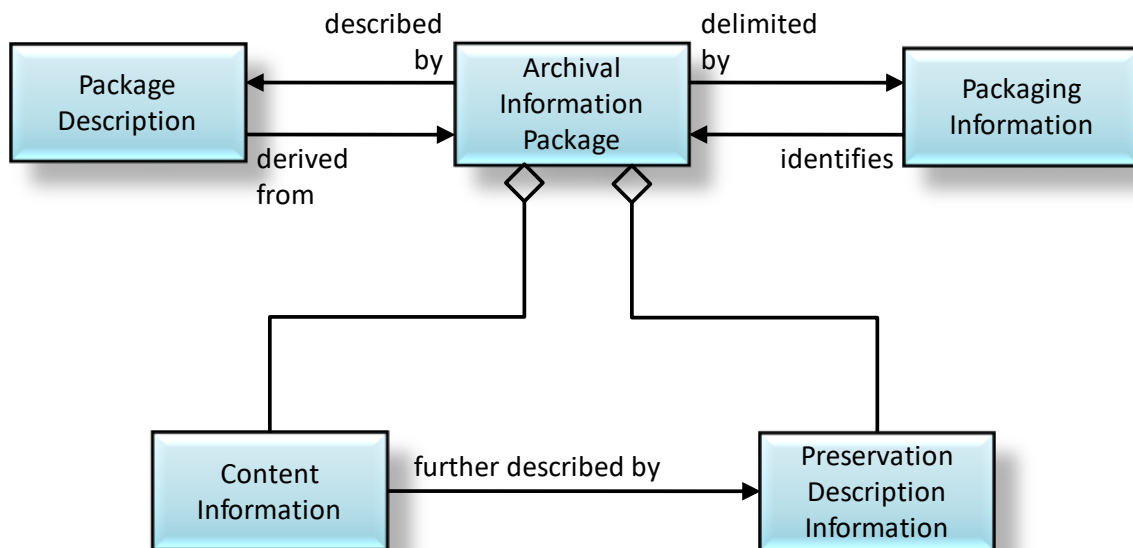 described
by
delimited
by
Package
Description
Archival
Information
Package
Packaging
Information
derived
from
identifies
Content
Information
further described by
Preservation
Description
Information